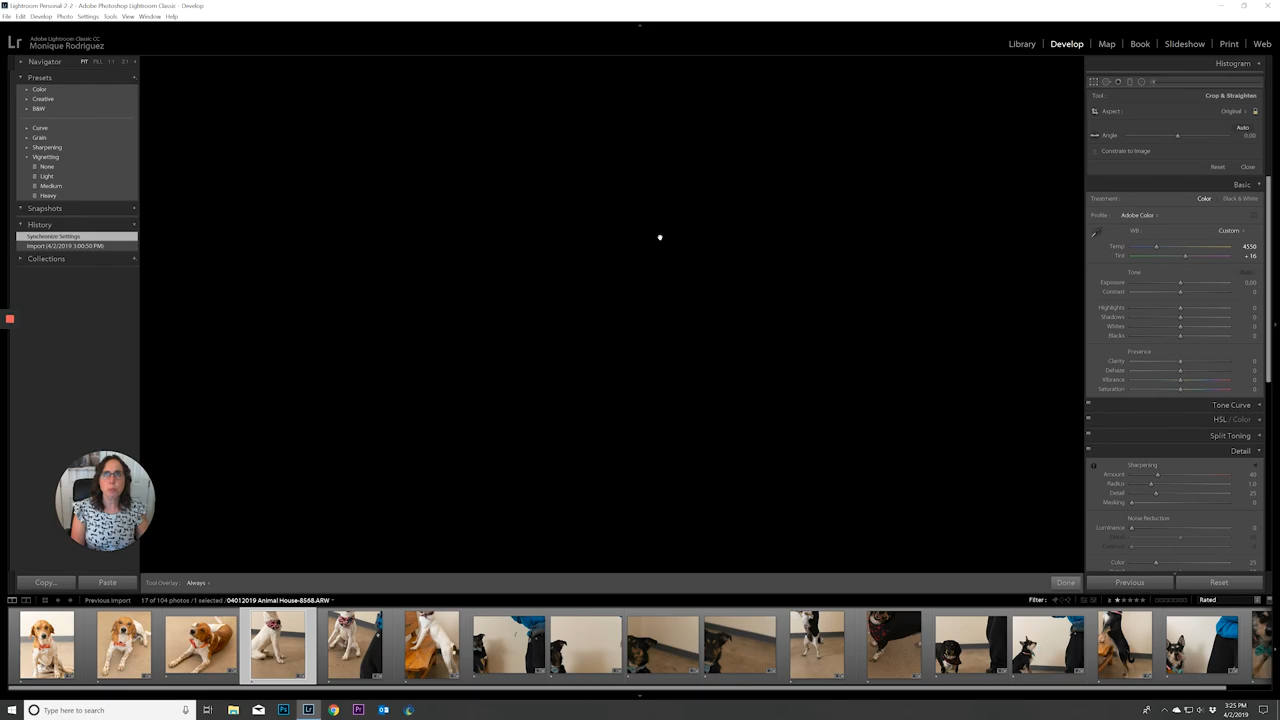 Lightroom Personal 2-2 - Adobe Photoshop Lightroom Classic - Develop
File Edit Develop Photo Settings Tools View Window Help
Lr Adobe Lightroom Classic CC
Monique Rodriguez
Library | Develop | Map | Book | Slideshow | Print | Web
Navigator FIT FILL 1:1 2:1
Presets
Color
Creative
B&W
Curve
Grain
Sharpening
Vignetting
None
Light
Medium
Heavy
Snapshots
History
Synchronize Settings
Import (4/2/2019 3:00:50 PM)
Collections
Copy... Paste
Tool Overlay : Always
Done
Histogram
Tool : Crop & Straighten
Aspect : Original
Auto
Angle 0.00
Constrain to Image
Reset Close
Basic
Treatment : Color | Black & White
Profile : Adobe Color
WB : Custom
Temp 4550
Tint + 16
Tone Auto
Exposure 0.00
Contrast 0
Highlights 0
Shadows 0
Whites 0
Blacks 0
Presence
Clarity 0
Dehaze 0
Vibrance 0
Saturation 0
Tone Curve
HSL / Color
Split Toning
Detail
Sharpening
Amount 40
Radius 1.0
Detail 25
Masking 0
Noise Reduction
Luminance 0
Color 25
Previous Reset
Previous Import 17 of 104 photos /1 selected /04012019 Animal House-8568.ARW
Filter : Rated
Type here to search
3:25 PM
4/2/2019